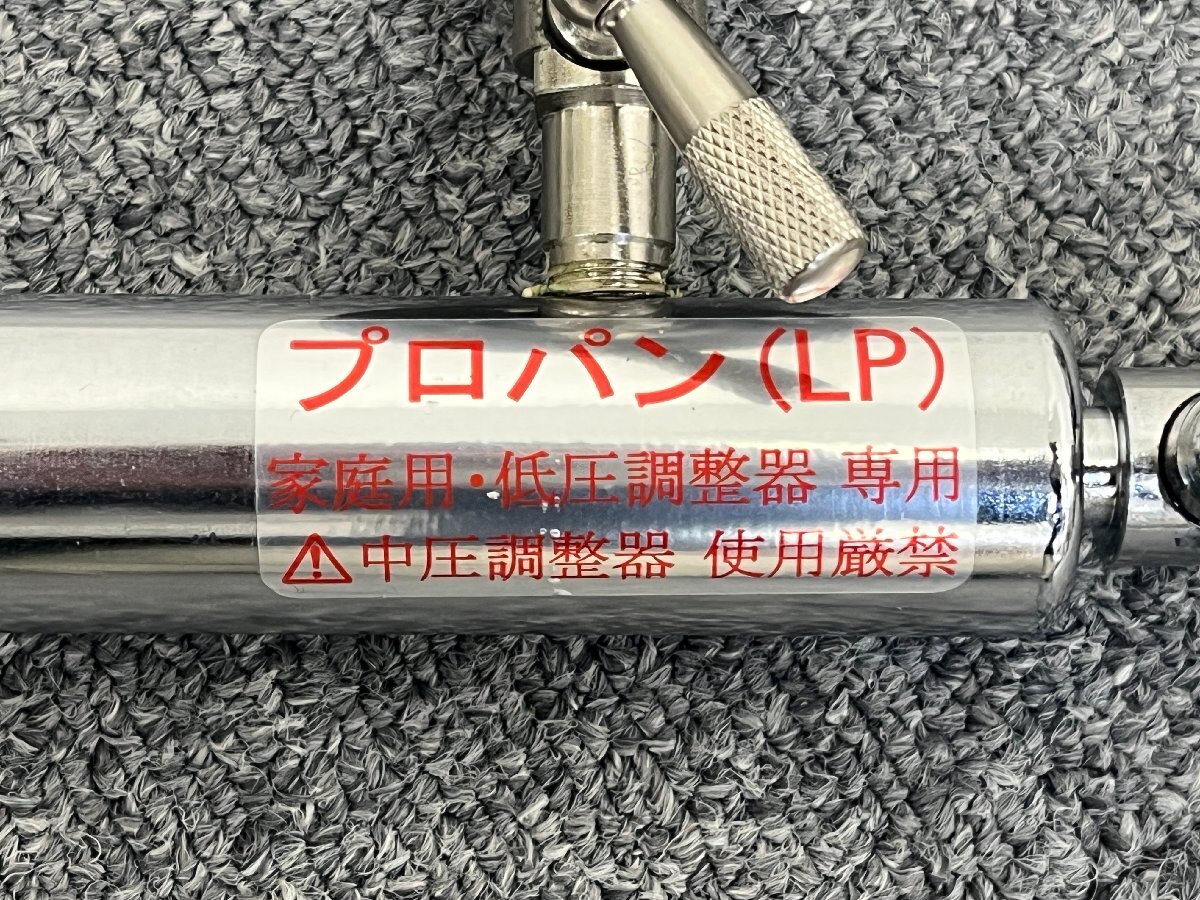 プロパン(LP)
家庭用・低圧調整器 専用
⚠中圧調整器 使用厳禁